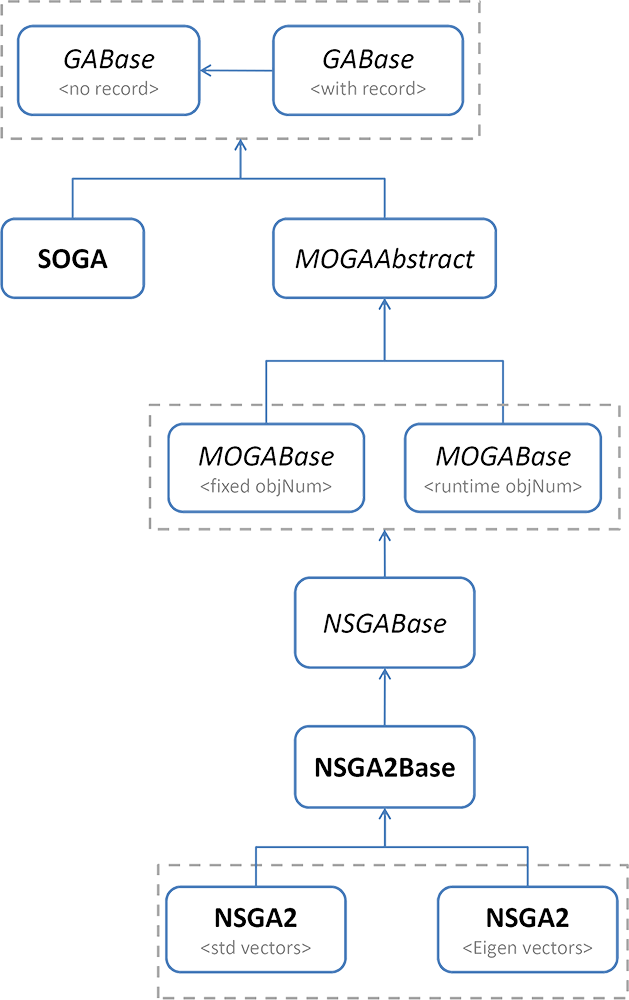 GABase
<no record>
GABase
<with record>
SOGA
MOGAAbstract
MOGABase
<fixed objNum>
MOGABase
<runtime objNum>
NSGABase
NSGA2Base
NSGA2
<std vectors>
NSGA2
<Eigen vectors>